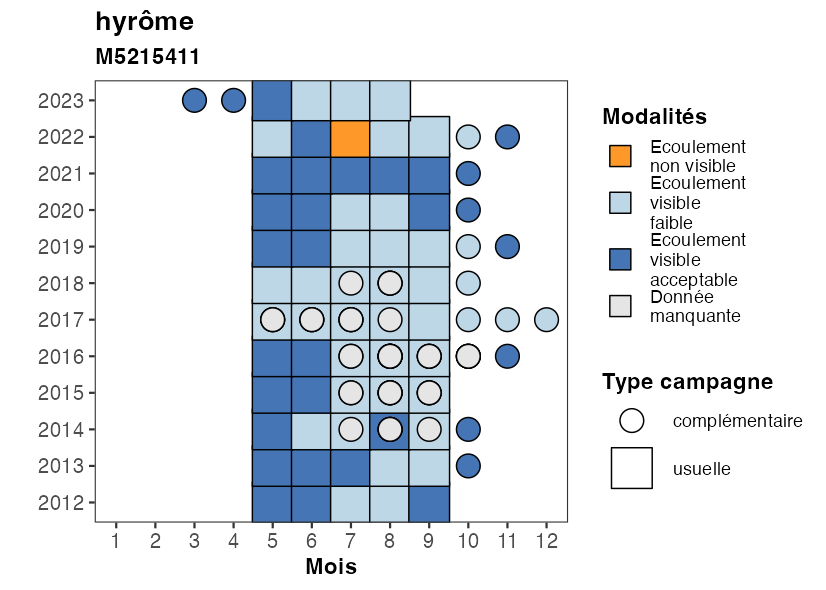 hyrôme
M5215411
2023
2022
2021
2020
2019
2018
2017
2016
2015
2014
2013
2012
1 2 3 4 5 6 7 8 9 10 11 12
Mois
Modalités
Ecoulement
non visible
Ecoulement
visible
faible
Ecoulement
visible
acceptable
Donnée
manquante
Type campagne
complémentaire
usuelle